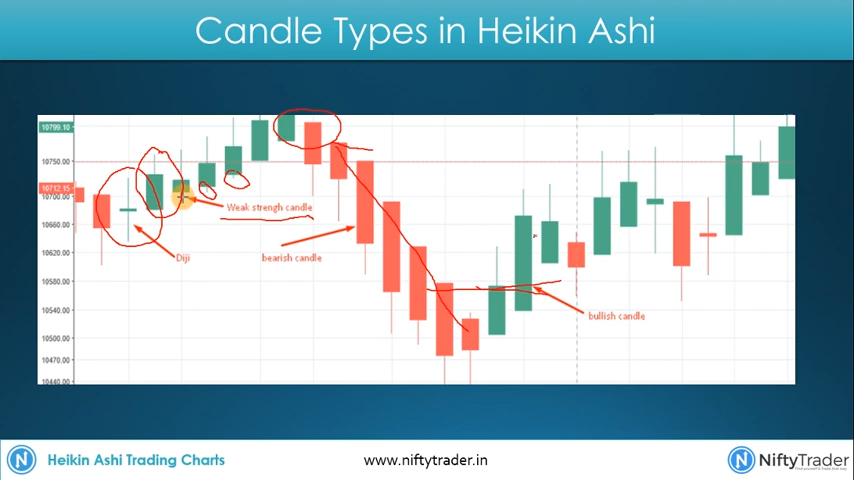 Candle Types in Heikin Ashi
10799.10
10750.00
10712.15
10700.00
10660.00
Weak strengh candle
Diji
bearish candle
10620.00
10580.00
bullish candle
10540.00
10500.00
10470.00
10440.00
N Heikin Ashi Trading Charts
www.niftytrader.in
N NiftyTrader